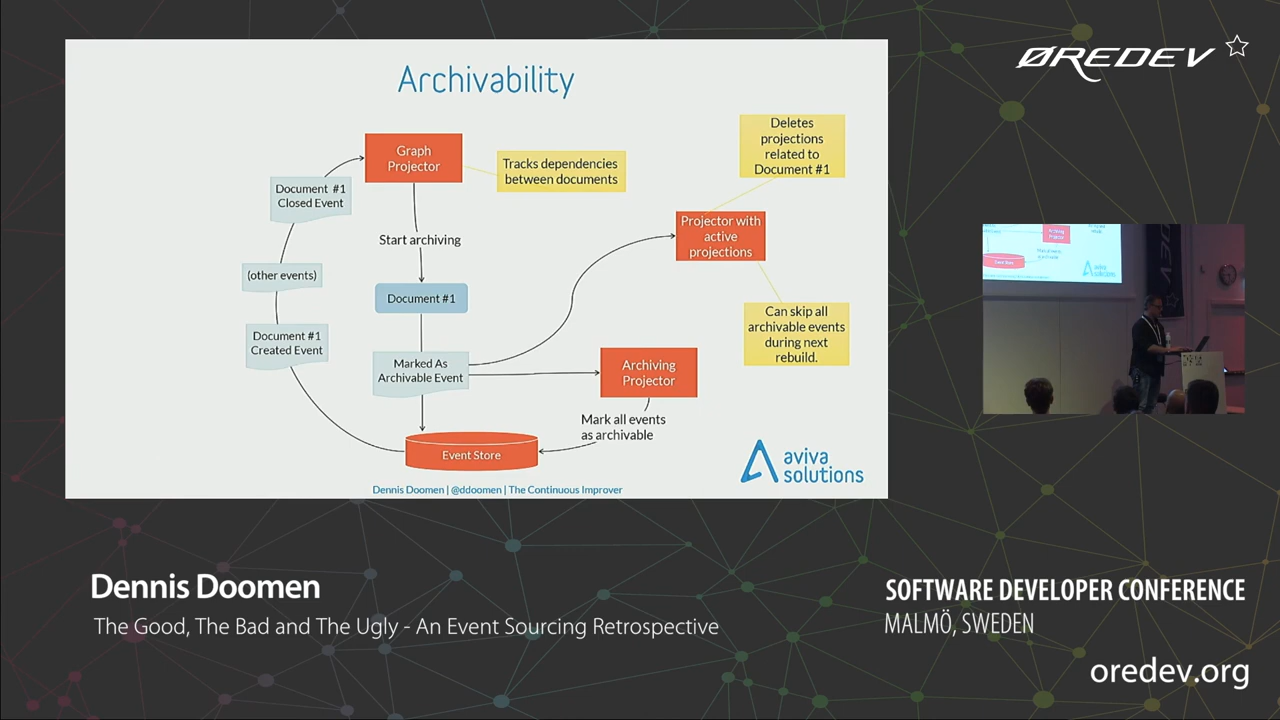 Archivability
Graph
Projector
Tracks dependencies
between documents
Deletes
projections
related to
Document #1
Document #1
Closed Event
Start archiving
(other events)
Document #1
Projector with
active
projections
Document #1
Created Event
Marked As
Archivable Event
Archiving
Projector
Can skip all
archivable events
during next
rebuild.
Mark all events
as archivable
Event Store
aviva
solutions
Dennis Doomen | @ddoomen | The Continuous Improver
ØREDEV
aviva
solutions
Dennis Doomen
The Good, The Bad and The Ugly - An Event Sourcing Retrospective
SOFTWARE DEVELOPER CONFERENCE
MALMÖ, SWEDEN
oredev.org